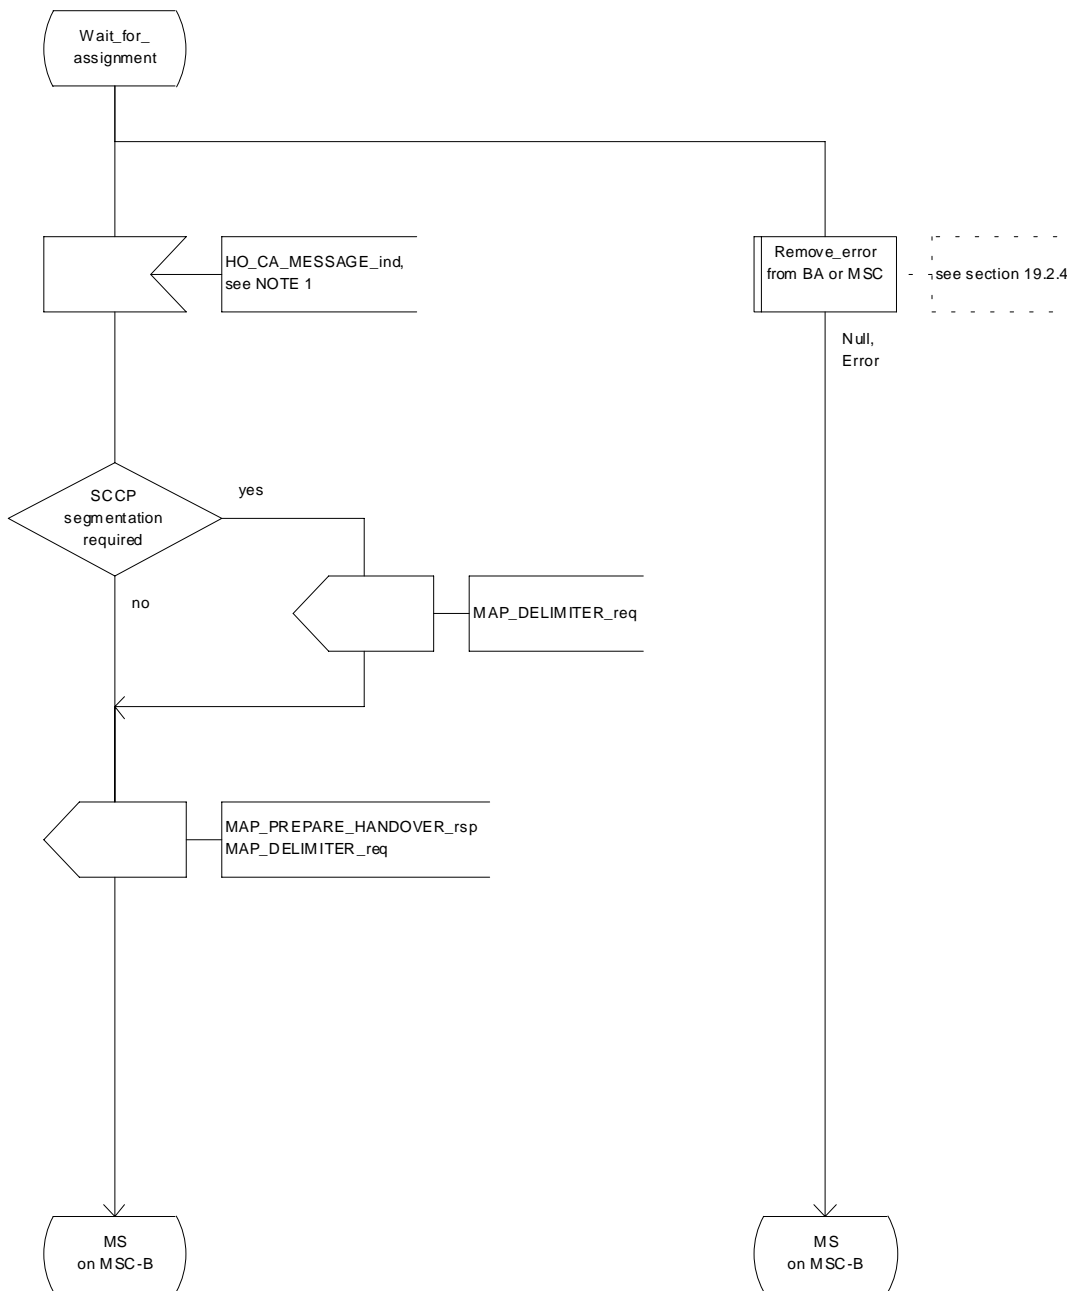 Wait_for_
assignment
HO_CA_MESSAGE_ind,
see NOTE 1
Remove_error
from BA or MSC
see section 19.2.4
Null,
Error
SCCP
segmentation
required
yes
no
MAP_DELIMITER_req
MAP_PREPARE_HANDOVER_rsp
MAP_DELIMITER_req
MS
on MSC-B
MS
on MSC-B